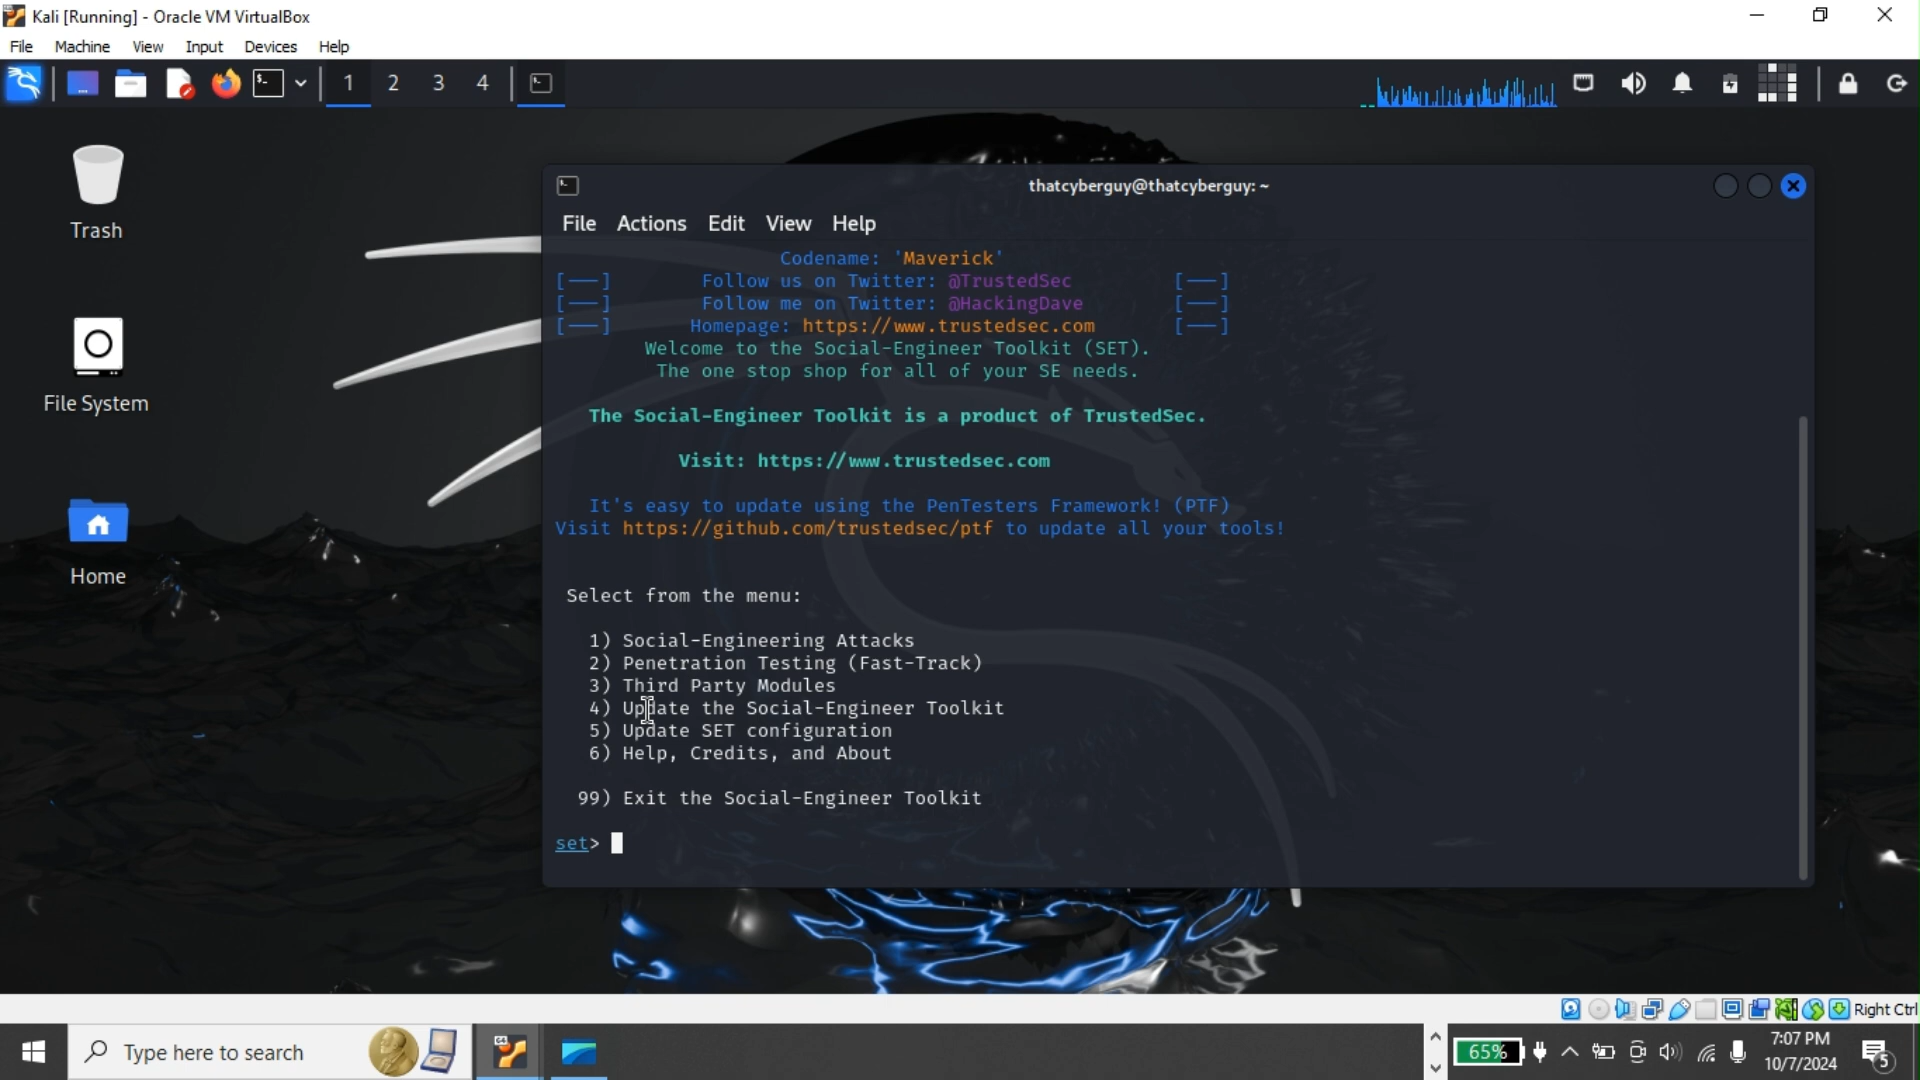 Kali [Running] - Oracle VM VirtualBox
File Machine View Input Devices Help
1 2 3 4
Trash
File System
Home
thatcyberguy@thatcyberguy: ~
File Actions Edit View Help
Codename: 'Maverick'
[---] Follow us on Twitter: @TrustedSec [---]
[---] Follow me on Twitter: @HackingDave [---]
[---] Homepage: https://www.trustedsec.com [---]
Welcome to the Social-Engineer Toolkit (SET).
The one stop shop for all of your SE needs.
The Social-Engineer Toolkit is a product of TrustedSec.
Visit: https://www.trustedsec.com
It's easy to update using the PenTesters Framework! (PTF)
Visit https://github.com/trustedsec/ptf to update all your tools!
Select from the menu:
1) Social-Engineering Attacks
2) Penetration Testing (Fast-Track)
3) Third Party Modules
4) Update the Social-Engineer Toolkit
5) Update SET configuration
6) Help, Credits, and About
99) Exit the Social-Engineer Toolkit
set>
Right Ctrl
Type here to search
64
65%
7:07 PM
10/7/2024
5